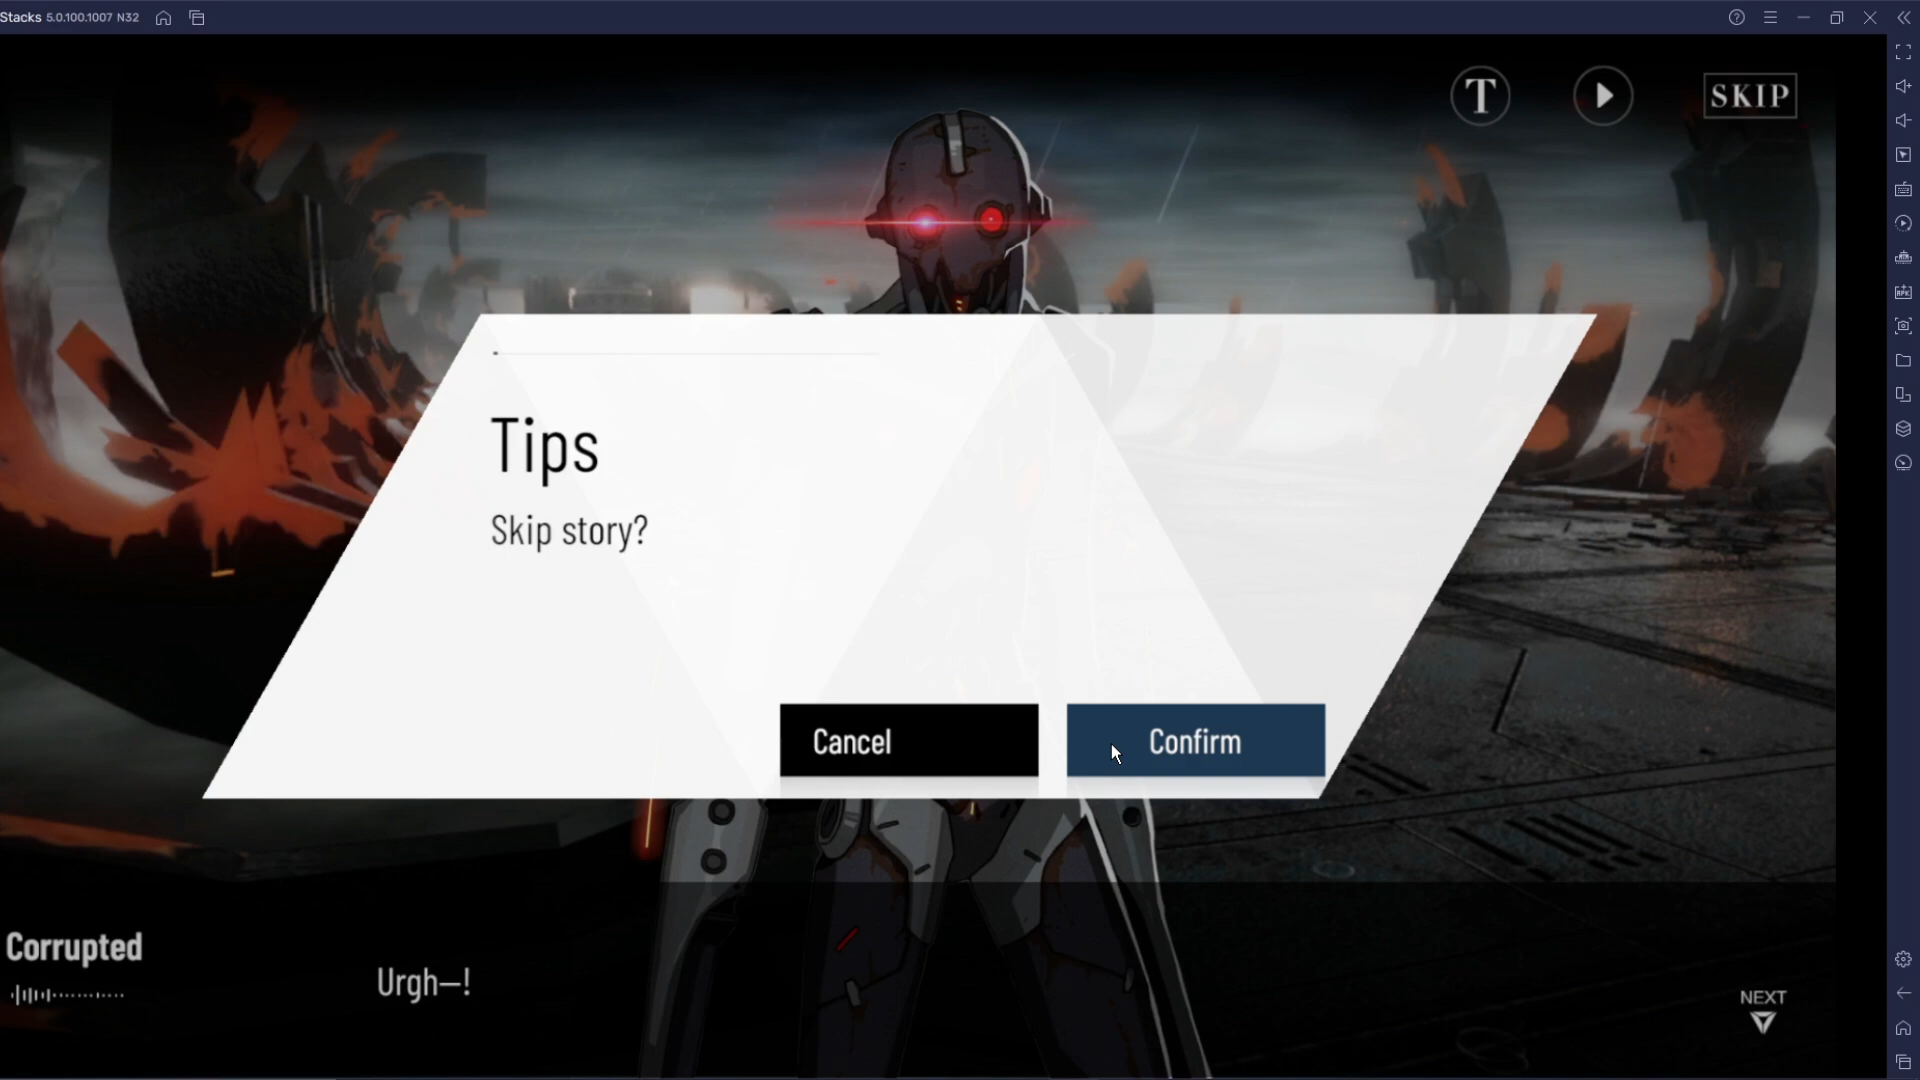 Stacks 5.0.100.1007 N32
T
SKIP
Tips
Skip story?
Cancel
Confirm
Corrupted
Urgh—!
NEXT